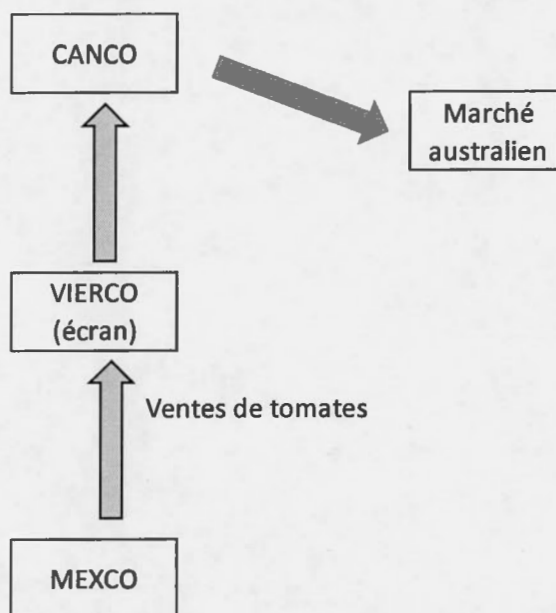 CANCO
Marché
australien
VIERCO
(écran)
Ventes de tomates
MEXCO